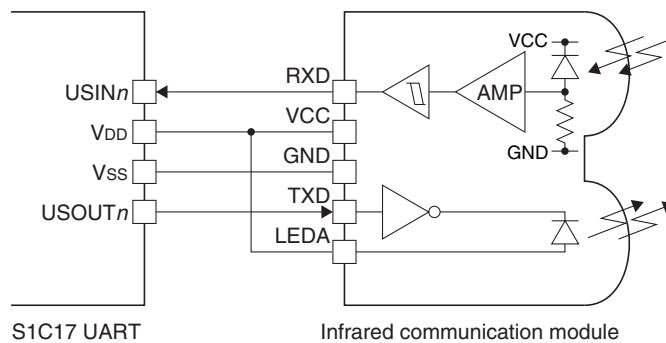 USINn
VDD
VSS
USOUTn
RXD
VCC
GND
TXD
LEDA
AMP
VCC
GND
S1C17 UART
Infrared communication module